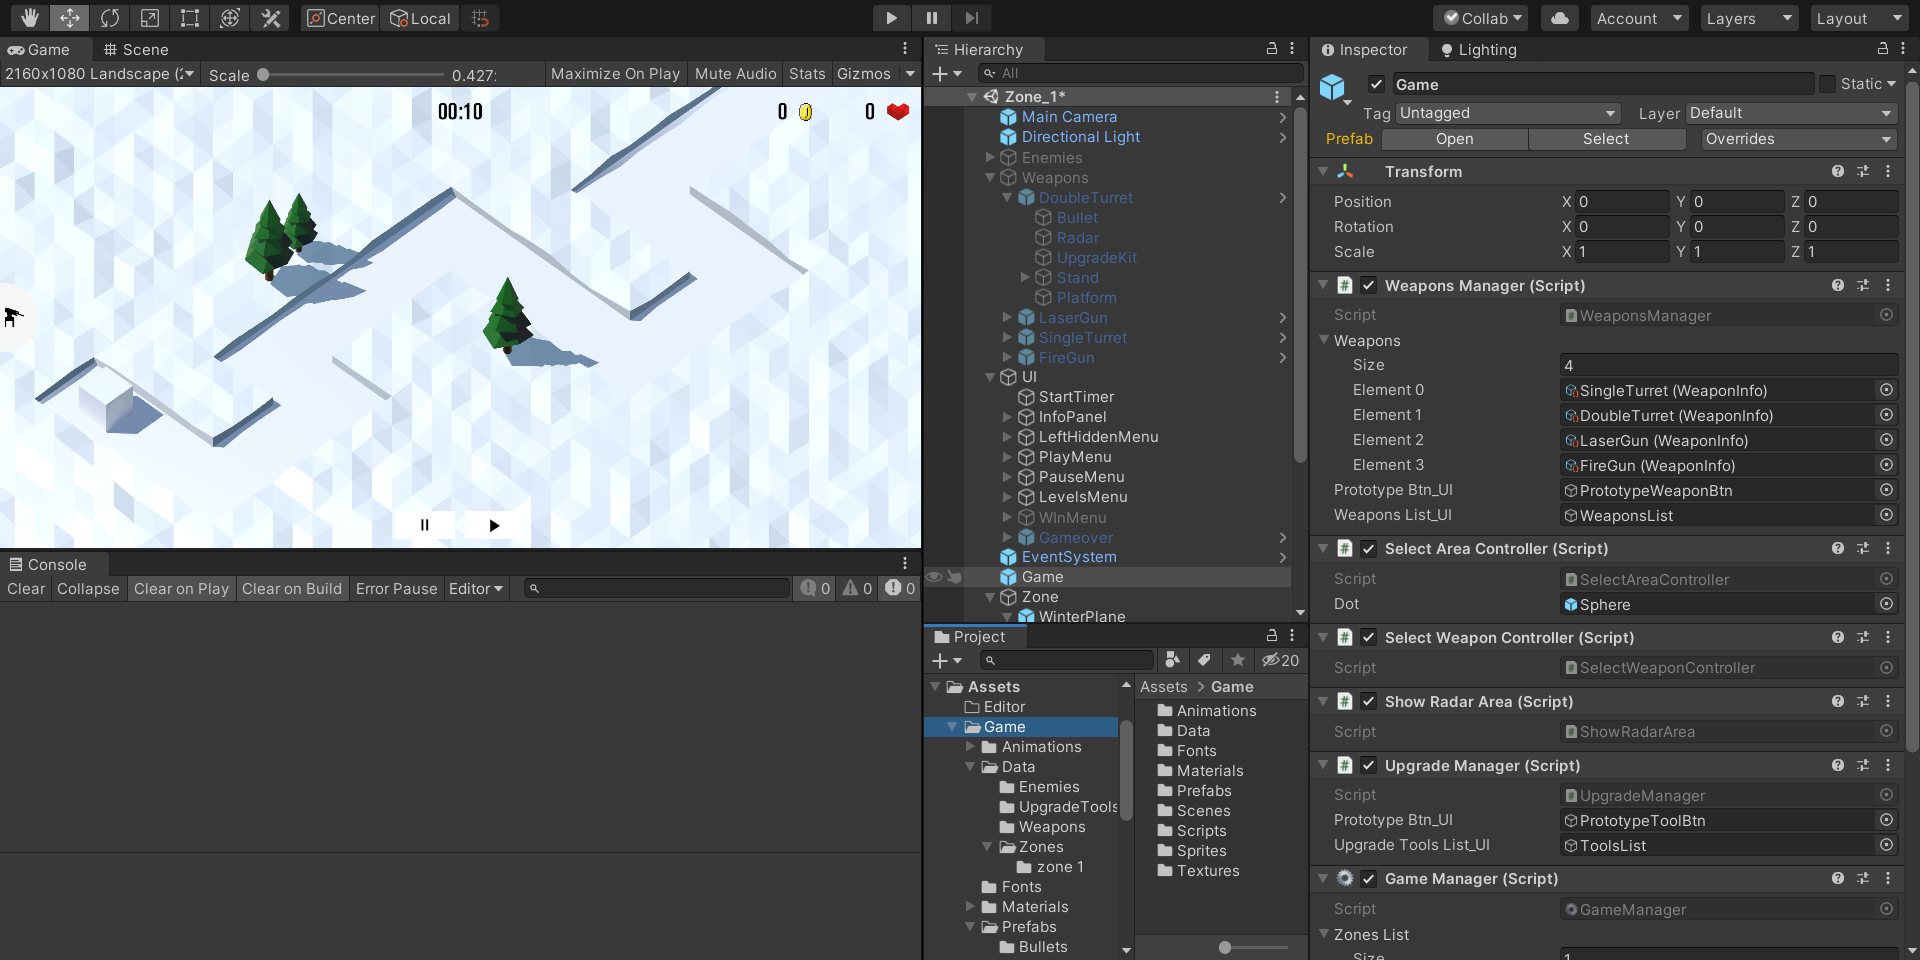 Center
Local
Collab
Account
Layers
Layout
Game
Scene
2160x1080 Landscape (2
Scale
0.427:
Maximize On Play
Mute Audio
Stats
Gizmos
00:10
0
0
Console
Clear
Collapse
Clear on Play
Clear on Build
Error Pause
Editor
0
0
0
Hierarchy
All
Zone_1*
Main Camera
Directional Light
Enemies
Weapons
DoubleTurret
Bullet
Radar
UpgradeKit
Stand
Platform
LaserGun
SingleTurret
FireGun
UI
StartTimer
InfoPanel
LeftHiddenMenu
PlayMenu
PauseMenu
LevelsMenu
WInMenu
Gameover
EventSystem
Game
Zone
WinterPlane
Project
20
Assets
Editor
Game
Animations
Data
Enemies
UpgradeTools
Weapons
Zones
zone 1
Fonts
Materials
Prefabs
Bullets
Assets > Game
Animations
Data
Fonts
Materials
Prefabs
Scenes
Scripts
Sprites
Textures
Inspector
Lighting
Game
Static
Tag Untagged
Layer Default
Prefab Open Select Overrides
Transform
Position X 0 Y 0 Z 0
Rotation X 0 Y 0 Z 0
Scale X 1 Y 1 Z 1
# Weapons Manager (Script)
Script # WeaponsManager
Weapons
Size 4
Element 0 SingleTurret (WeaponInfo)
Element 1 DoubleTurret (WeaponInfo)
Element 2 LaserGun (WeaponInfo)
Element 3 FireGun (WeaponInfo)
Prototype Btn_UI PrototypeWeaponBtn
Weapons List_UI WeaponsList
# Select Area Controller (Script)
Script # SelectAreaController
Dot Sphere
# Select Weapon Controller (Script)
Script # SelectWeaponController
# Show Radar Area (Script)
Script # ShowRadarArea
# Upgrade Manager (Script)
Script # UpgradeManager
Prototype Btn_UI PrototypeToolBtn
Upgrade Tools List_UI ToolsList
Game Manager (Script)
Script GameManager
Zones List
Size 1